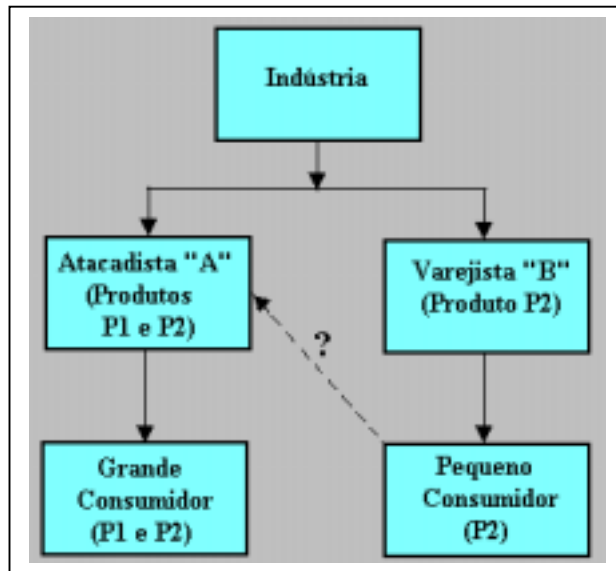 Indústria
Atacadista "A"
(Produtos
P1 e P2)
Varejista "B"
(Produto P2)
?
Grande
Consumidor
(P1 e P2)
Pequeno
Consumidor
(P2)